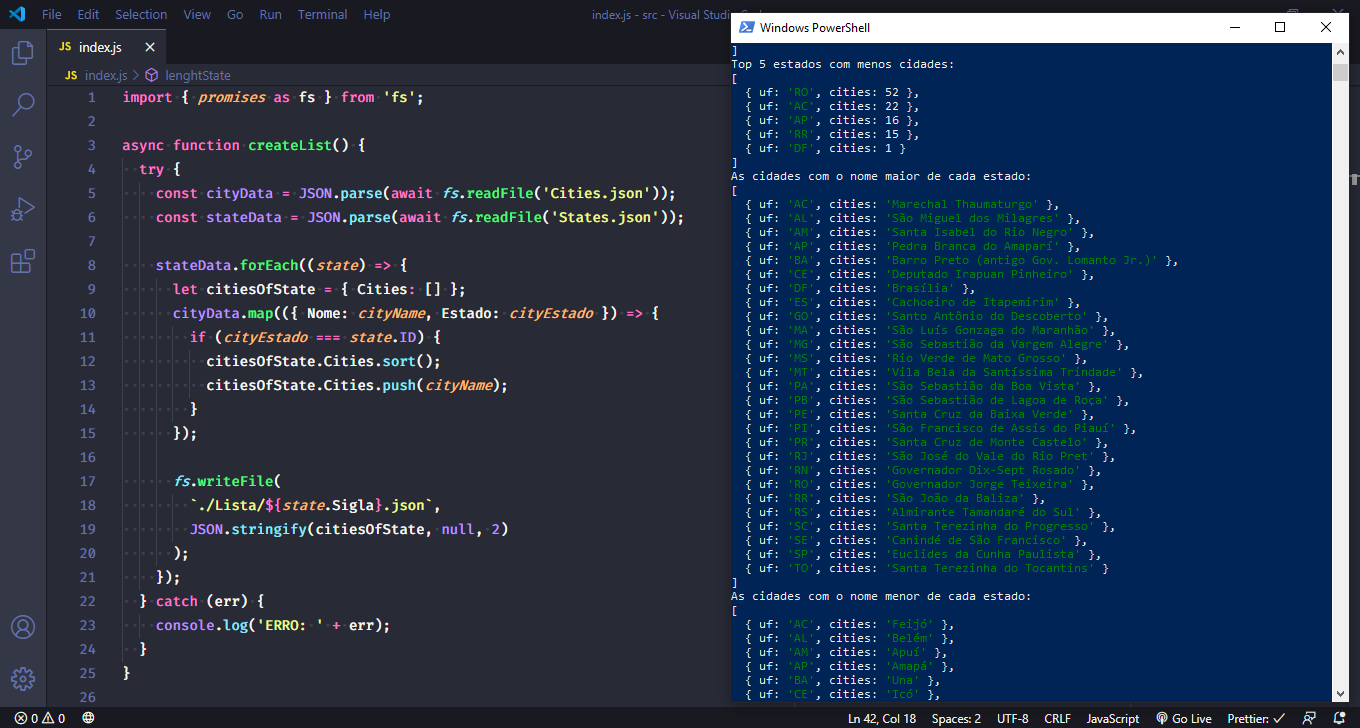 File Edit Selection View Go Run Terminal Help
index.js - src - Visual Studio Code
JS index.js
JS index.js > lenghtState
1 import { promises as fs } from 'fs';
2
3 async function createList() {
4 try {
5 const cityData = JSON.parse(await fs.readFile('Cities.json'));
6 const stateData = JSON.parse(await fs.readFile('States.json'));
7
8 stateData.forEach((state) => {
9 let citiesOfState = { Cities: [] };
10 cityData.map(({ Nome: cityName, Estado: cityEstado }) => {
11 if (cityEstado === state.ID) {
12 citiesOfState.Cities.sort();
13 citiesOfState.Cities.push(cityName);
14 }
15 });
16
17 fs.writeFile(
18 `./Lista/${state.Sigla}.json`,
19 JSON.stringify(citiesOfState, null, 2)
20 );
21 });
22 } catch (err) {
23 console.log('ERRO: ' + err);
24 }
25 }
26
Windows PowerShell
]
Top 5 estados com menos cidades:
[
{ uf: 'RO', cities: 52 },
{ uf: 'AC', cities: 22 },
{ uf: 'AP', cities: 16 },
{ uf: 'RR', cities: 15 },
{ uf: 'DF', cities: 1 }
]
As cidades com o nome maior de cada estado:
[
{ uf: 'AC', cities: 'Marechal Thaumaturgo' },
{ uf: 'AL', cities: 'São Miguel dos Milagres' },
{ uf: 'AM', cities: 'Santa Isabel do Rio Negro' },
{ uf: 'AP', cities: 'Pedra Branca do Amaparí' },
{ uf: 'BA', cities: 'Barro Preto (antigo Gov. Lomanto Jr.)' },
{ uf: 'CE', cities: 'Deputado Irapuan Pinheiro' },
{ uf: 'DF', cities: 'Brasília' },
{ uf: 'ES', cities: 'Cachoeiro de Itapemirim' },
{ uf: 'GO', cities: 'Santo Antônio do Descoberto' },
{ uf: 'MA', cities: 'São Luís Gonzaga do Maranhão' },
{ uf: 'MG', cities: 'São Sebastião da Vargem Alegre' },
{ uf: 'MS', cities: 'Rio Verde de Mato Grosso' },
{ uf: 'MT', cities: 'Vila Bela da Santíssima Trindade' },
{ uf: 'PA', cities: 'São Sebastião da Boa Vista' },
{ uf: 'PB', cities: 'São Sebastião de Lagoa de Roça' },
{ uf: 'PE', cities: 'Santa Cruz da Baixa Verde' },
{ uf: 'PI', cities: 'São Francisco de Assis do Piauí' },
{ uf: 'PR', cities: 'Santa Cruz de Monte Castelo' },
{ uf: 'RJ', cities: 'São José do Vale do Rio Pret' },
{ uf: 'RN', cities: 'Governador Dix-Sept Rosado' },
{ uf: 'RO', cities: 'Governador Jorge Teixeira' },
{ uf: 'RR', cities: 'São João da Baliza' },
{ uf: 'RS', cities: 'Almirante Tamandaré do Sul' },
{ uf: 'SC', cities: 'Santa Terezinha do Progresso' },
{ uf: 'SE', cities: 'Canindé de São Francisco' },
{ uf: 'SP', cities: 'Euclides da Cunha Paulista' },
{ uf: 'TO', cities: 'Santa Terezinha do Tocantins' }
]
As cidades com o nome menor de cada estado:
[
{ uf: 'AC', cities: 'Feijó' },
{ uf: 'AL', cities: 'Belém' },
{ uf: 'AM', cities: 'Apuí' },
{ uf: 'AP', cities: 'Amapá' },
{ uf: 'BA', cities: 'Una' },
{ uf: 'CE', cities: 'Icó' },
0 0 Ln 42, Col 18 Spaces: 2 UTF-8 CRLF JavaScript Go Live Prettier: ✓